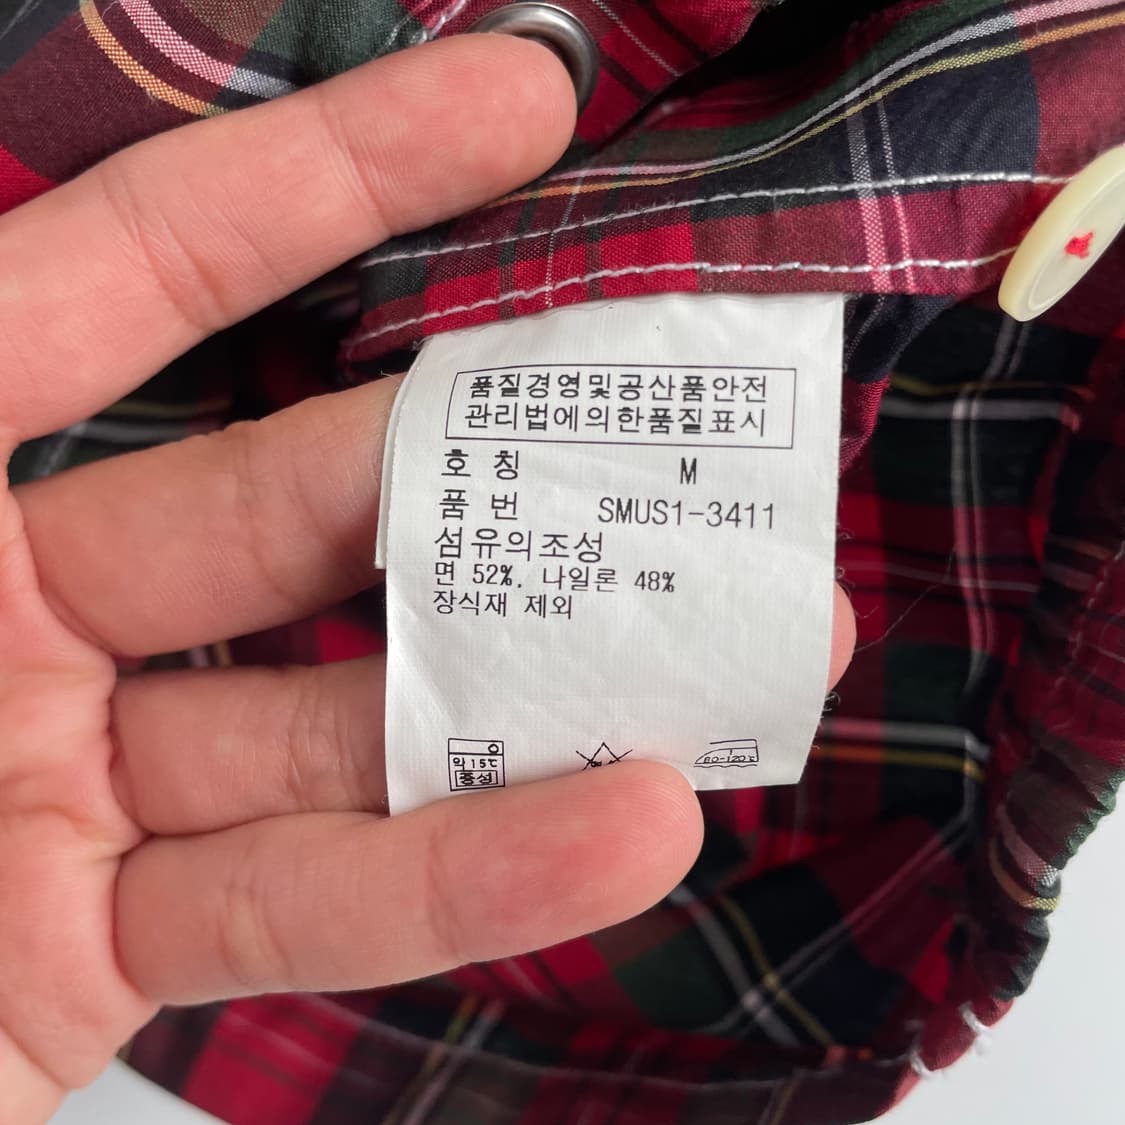 품질경영및공산품안전
관리법에의한품질표시
호 칭 M
품 번 SMUS1-3411
섬유의조성
면 52%. 나일론 48%
장식재 제외
약 15℃
중성
80-120℃